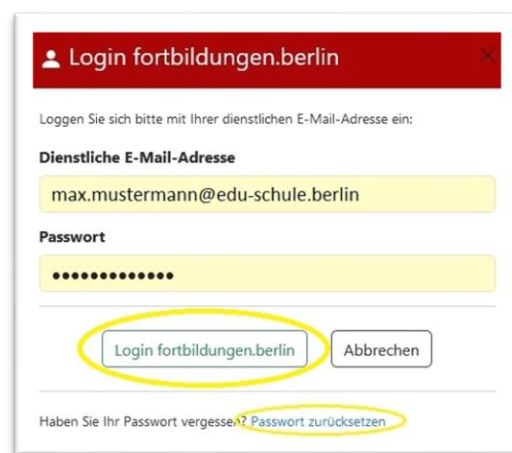 Login fortbildungen.berlin
Loggen Sie sich bitte mit Ihrer dienstlichen E-Mail-Adresse ein:
Dienstliche E-Mail-Adresse
max.mustermann@edu-schule.berlin
Passwort
•••••••••••••
Login fortbildungen.berlin Abbrechen
Haben Sie Ihr Passwort vergessen? Passwort zurücksetzen